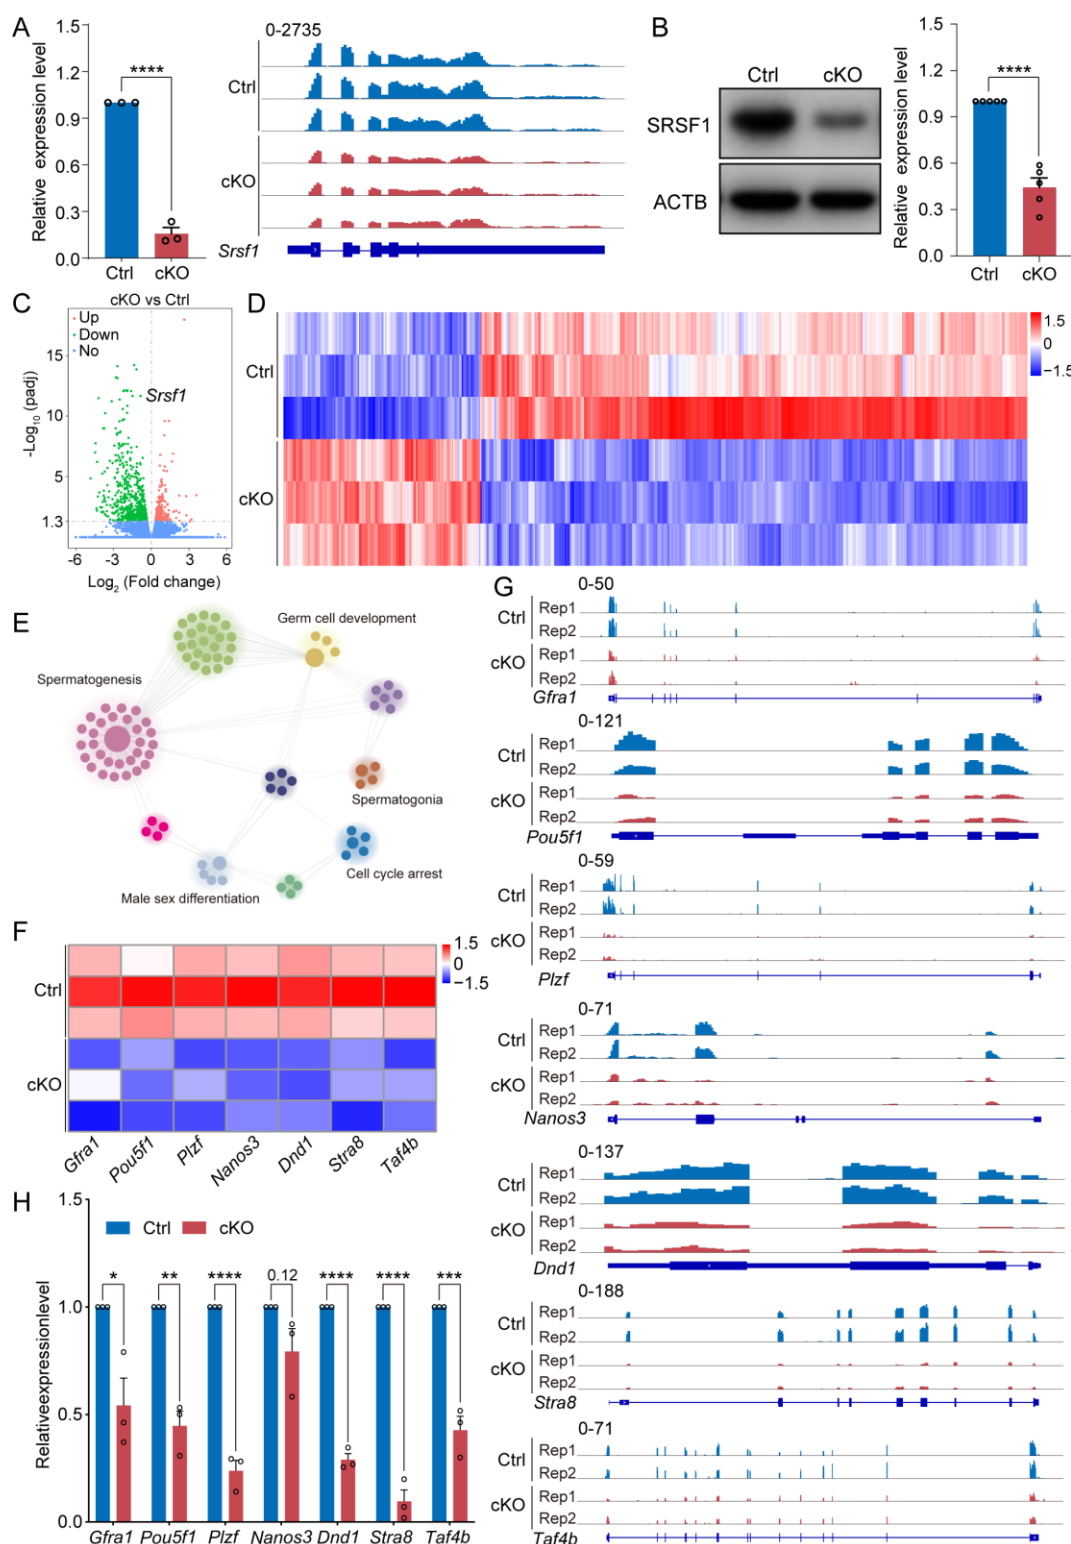 A
Relative expression level
1.5
1.2
0.9
0.6
0.3
0.0
****
Ctrl
cKO
0-2735
Ctrl
cKO
Srsf1
B
Ctrl
cKO
SRSF1
ACTB
Relative expression level
1.5
1.2
0.9
0.6
0.3
0.0
****
Ctrl
cKO
C
cKO vs Ctrl
Up
Down
No
Srsf1
-Log10 (padj)
15
10
5
1.3
-6
-3
0
3
6
Log2 (Fold change)
D
Ctrl
cKO
1.5
0
−1.5
E
Germ cell development
Spermatogenesis
Spermatogonia
Cell cycle arrest
Male sex differentiation
F
Ctrl
cKO
1.5
0
−1.5
Gfra1
Pou5f1
Plzf
Nanos3
Dnd1
Stra8
Taf4b
G
0-50
Ctrl
Rep1
Rep2
cKO
Rep1
Rep2
Gfra1
0-121
Ctrl
Rep1
Rep2
cKO
Rep1
Rep2
Pou5f1
0-59
Ctrl
Rep1
Rep2
cKO
Rep1
Rep2
Plzf
0-71
Ctrl
Rep1
Rep2
cKO
Rep1
Rep2
Nanos3
0-137
Ctrl
Rep1
Rep2
cKO
Rep1
Rep2
Dnd1
0-188
Ctrl
Rep1
Rep2
cKO
Rep1
Rep2
Stra8
0-71
Ctrl
Rep1
Rep2
cKO
Rep1
Rep2
Taf4b
H
Relativeexpressionlevel
1.5
1.0
0.5
0.0
Ctrl
cKO
*
**
****
0.12
****
****
***
Gfra1
Pou5f1
Plzf
Nanos3
Dnd1
Stra8
Taf4b